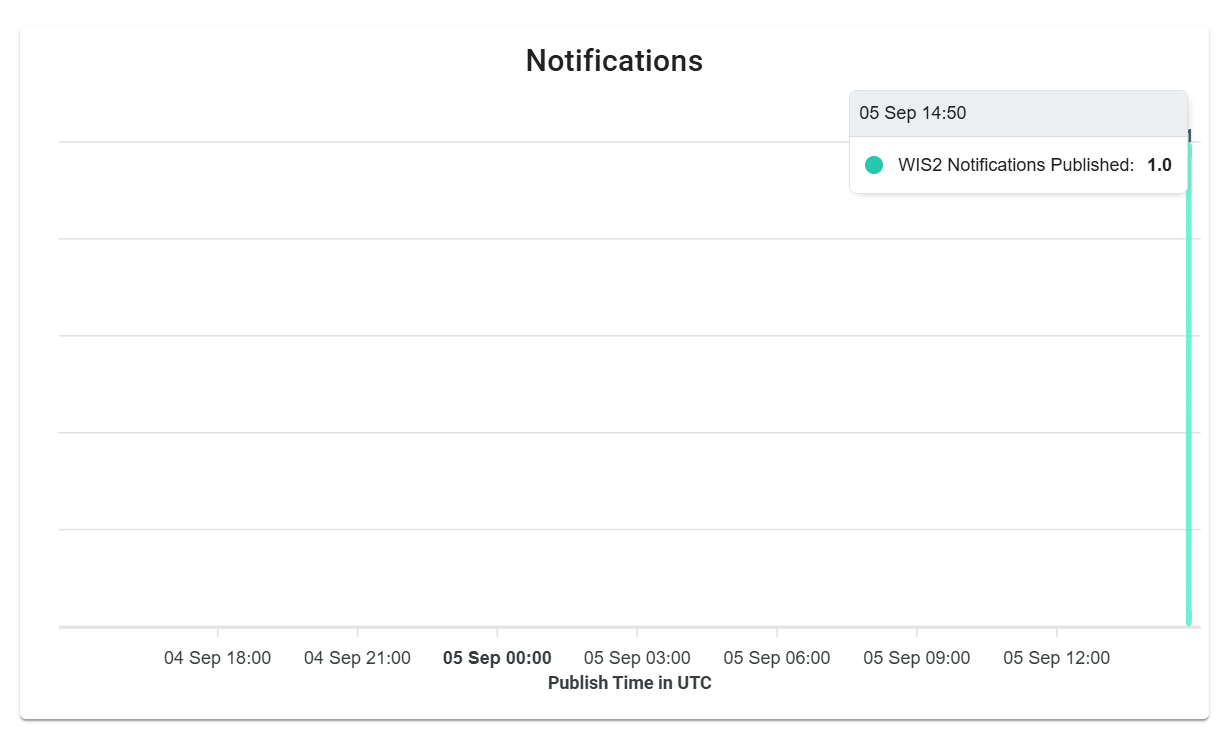 Notifications
05 Sep 14:50
WIS2 Notifications Published: 1.0
04 Sep 18:00 04 Sep 21:00 05 Sep 00:00 05 Sep 03:00 05 Sep 06:00 05 Sep 09:00 05 Sep 12:00
Publish Time in UTC